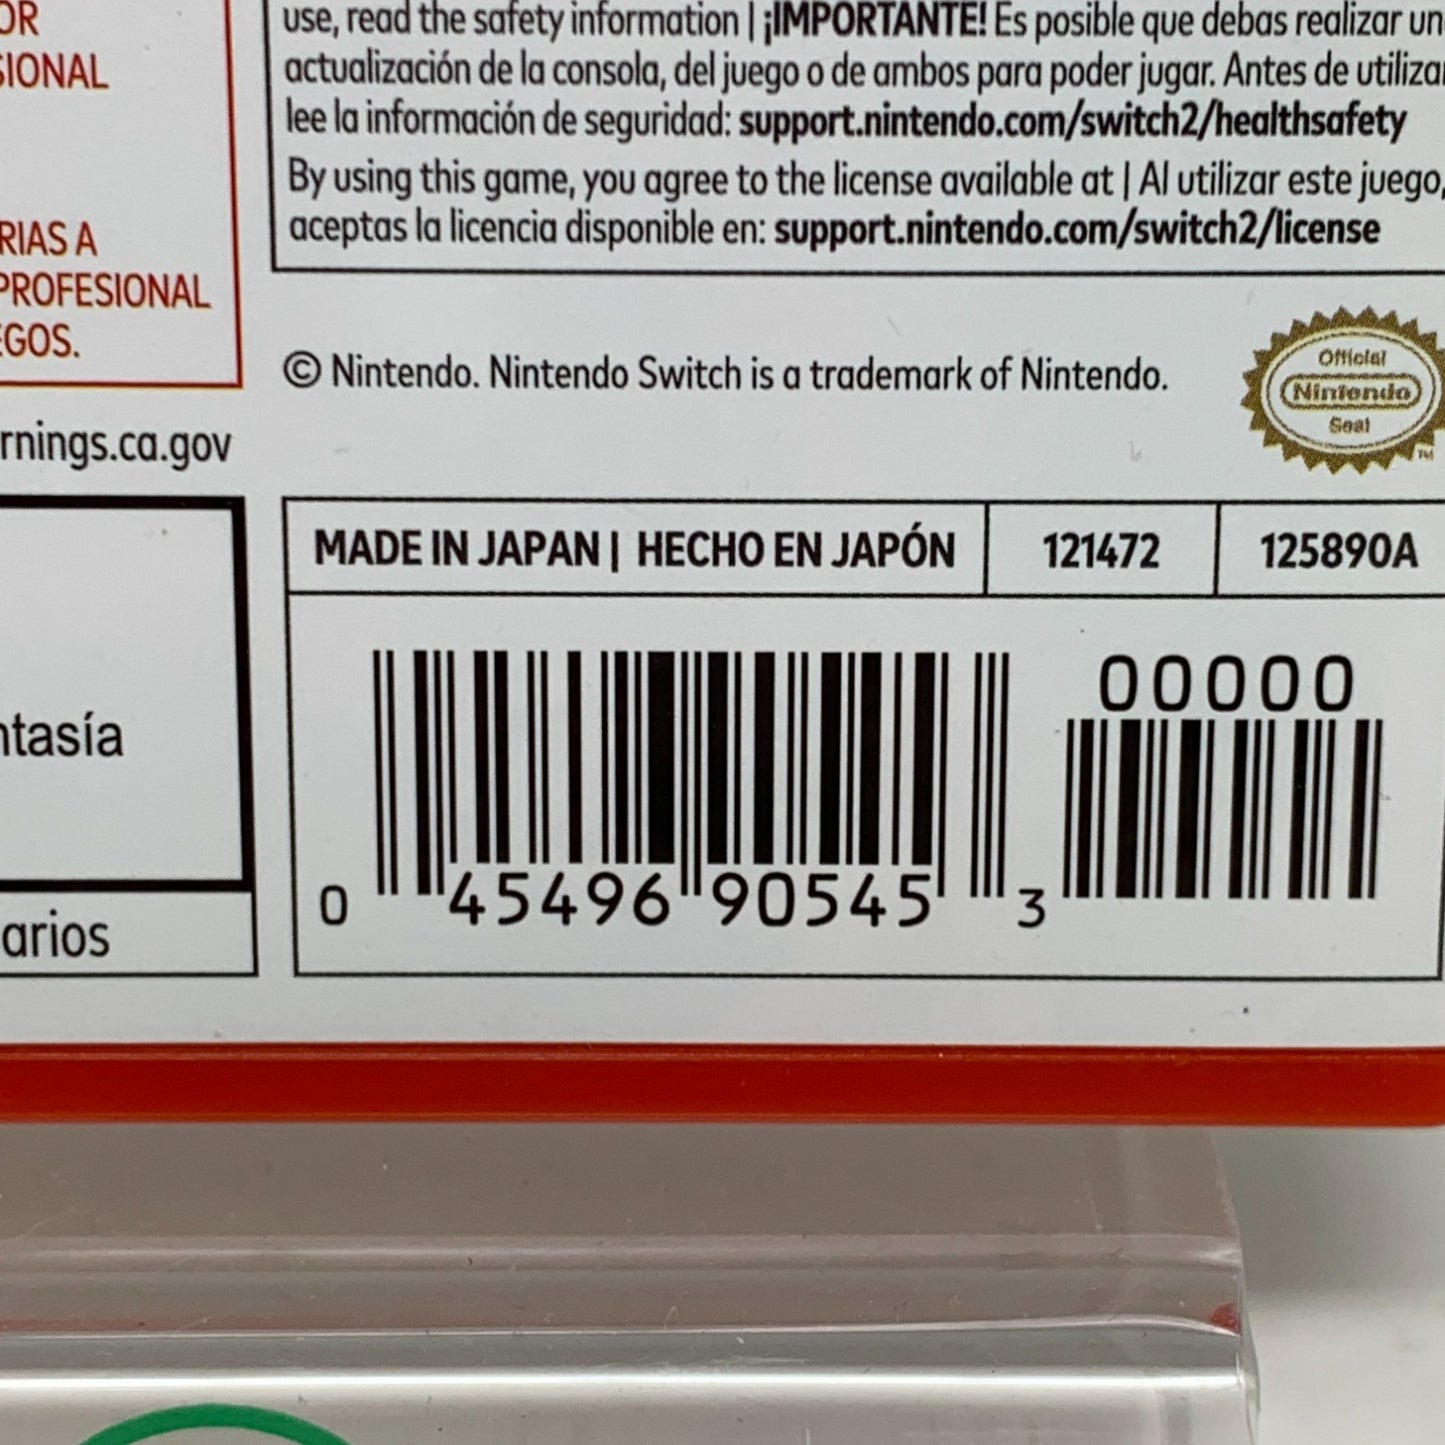 OR
SIONAL
RIAS A
PROFESIONAL
EGOS.
rnings.ca.gov
ntasía
arios
use, read the safety information | ¡IMPORTANTE! Es posible que debas realizar un
actualización de la consola, del juego o de ambos para poder jugar. Antes de utiliza
lee la información de seguridad: support.nintendo.com/switch2/healthsafety
By using this game, you agree to the license available at | Al utilizar este juego,
aceptas la licencia disponible en: support.nintendo.com/switch2/license
© Nintendo. Nintendo Switch is a trademark of Nintendo.
Official
Nintendo
Seal
TM
MADE IN JAPAN | HECHO EN JAPÓN 121472 125890A
00000
0 45496 90545 3